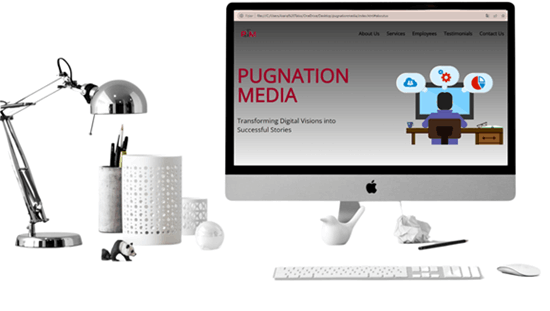 About Us Services Employees Testimonials Contact Us
PUGNATION
MEDIA
Transforming Digital Visions into
Successful Stories